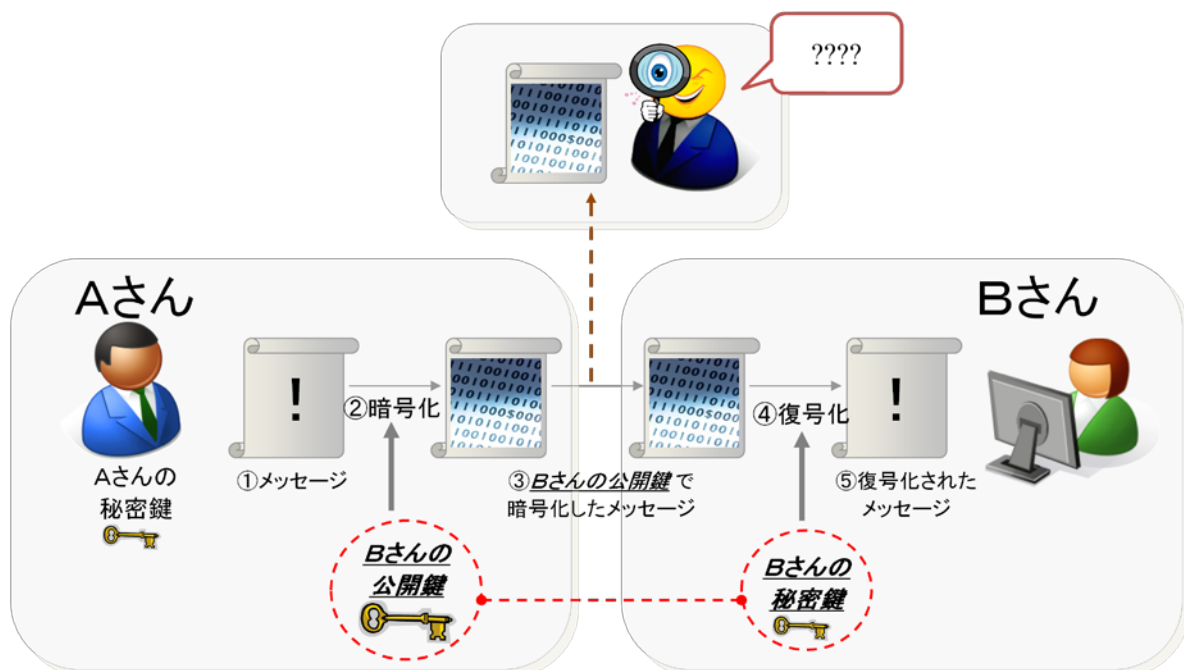 ????
Aさん
Bさん
Aさんの
秘密鍵
①メッセージ
②暗号化
③Bさんの公開鍵で
暗号化したメッセージ
④復号化
⑤復号化された
メッセージ
Bさんの
公開鍵
Bさんの
秘密鍵
!
!